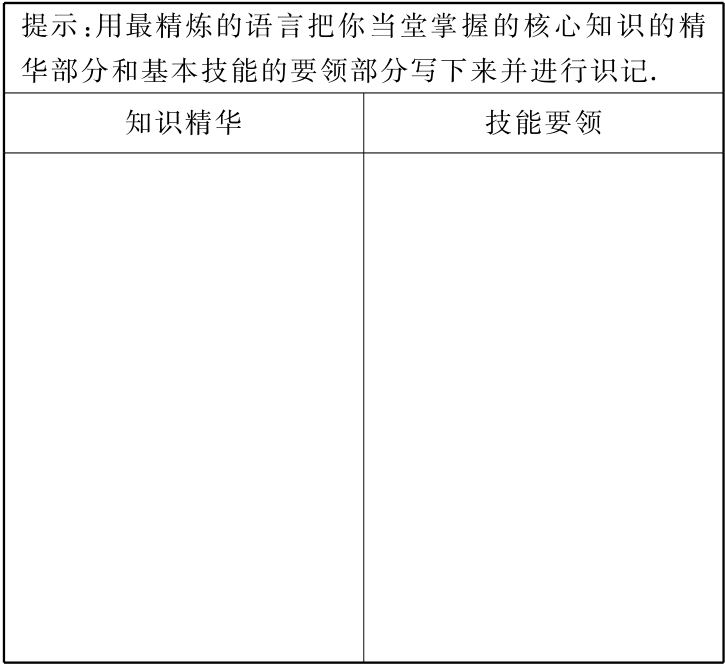 提示:用最精炼的语言把你当堂掌握的核心知识的精
华部分和基本技能的要领部分写下来并进行识记.
知识精华
技能要领